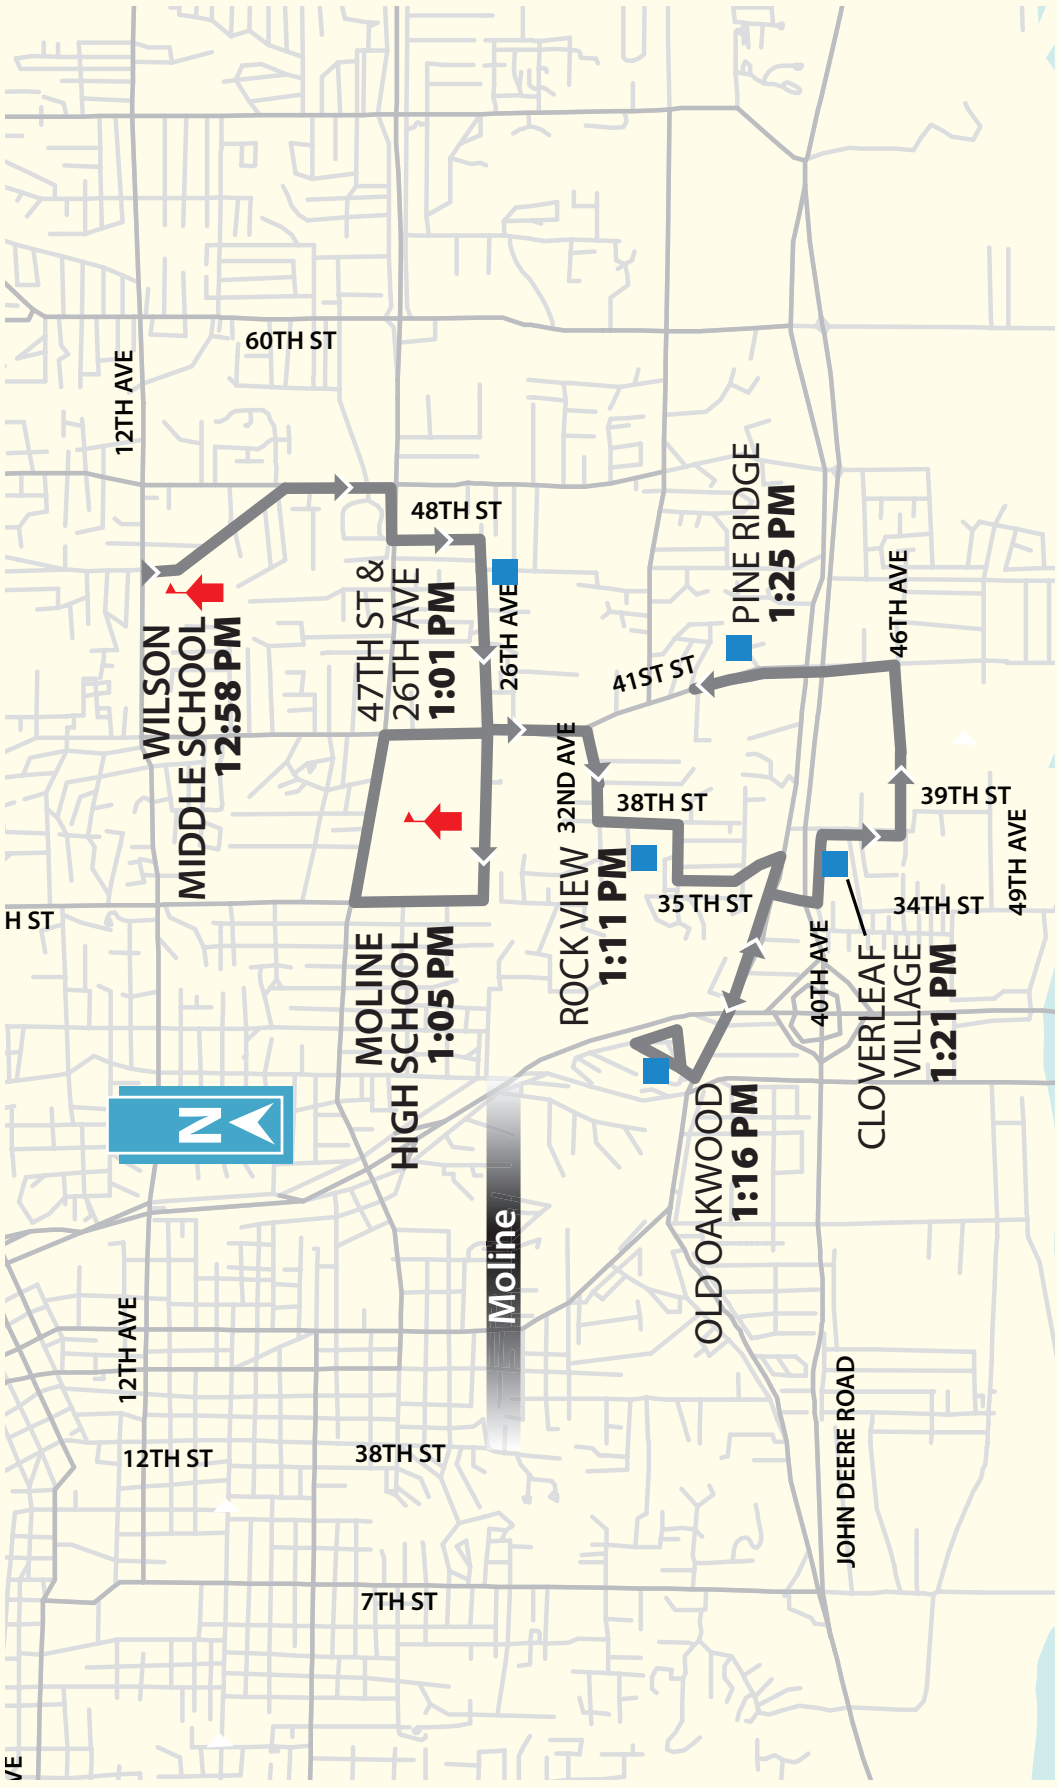 60TH ST
12TH AVE
48TH ST
WILSON
MIDDLE SCHOOL
12:58 PM
47TH ST &
26TH AVE
1:01 PM
26TH AVE
PINE RIDGE
1:25 PM
46TH AVE
41ST ST
32ND AVE
38TH ST
39TH ST
49TH AVE
ROCK VIEW
1:11 PM
35 TH ST
34TH ST
40TH AVE
H ST
MOLINE
HIGH SCHOOL
1:05 PM
CLOVERLEAF
VILLAGE
1:21 PM
N
OLD OAKWOOD
1:16 PM
Moline
12TH AVE
12TH ST
38TH ST
JOHN DEERE ROAD
7TH ST
VE